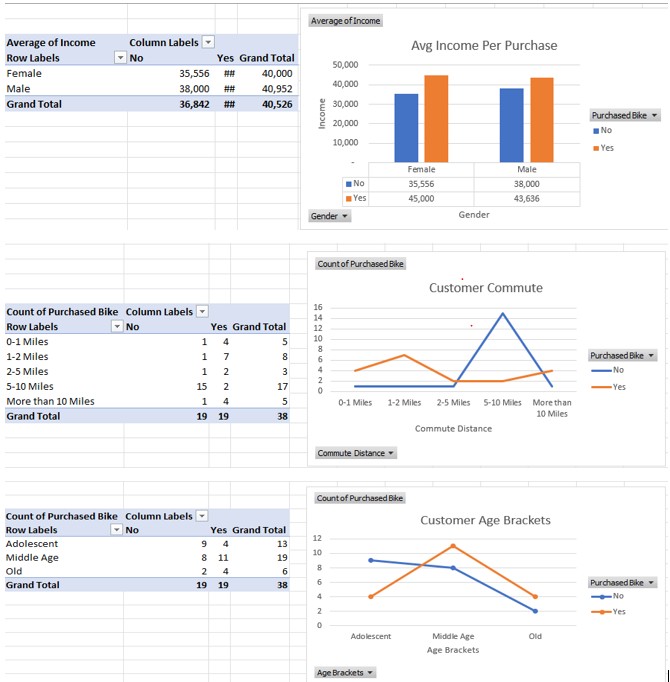 Average of Income Column Labels
Row Labels No Yes Grand Total
Female 35,556 ## 40,000
Male 38,000 ## 40,952
Grand Total 36,842 ## 40,526
Average of Income
Avg Income Per Purchase
50,000
40,000
30,000
20,000
10,000
-
Income
Female Male
No 35,556 38,000
Yes 45,000 43,636
Gender
Gender
Purchased Bike
No
Yes
Count of Purchased Bike Column Labels
Row Labels No Yes Grand Total
0-1 Miles 1 4 5
1-2 Miles 1 7 8
2-5 Miles 1 2 3
5-10 Miles 15 2 17
More than 10 Miles 1 4 5
Grand Total 19 19 38
Count of Purchased Bike
Customer Commute
16
14
12
10
8
6
4
2
0
0-1 Miles 1-2 Miles 2-5 Miles 5-10 Miles More than
10 Miles
Commute Distance
Commute Distance
Purchased Bike
No
Yes
Count of Purchased Bike Column Labels
Row Labels No Yes Grand Total
Adolescent 9 4 13
Middle Age 8 11 19
Old 2 4 6
Grand Total 19 19 38
Count of Purchased Bike
Customer Age Brackets
12
10
8
6
4
2
0
Adolescent Middle Age Old
Age Brackets
Age Brackets
Purchased Bike
No
Yes